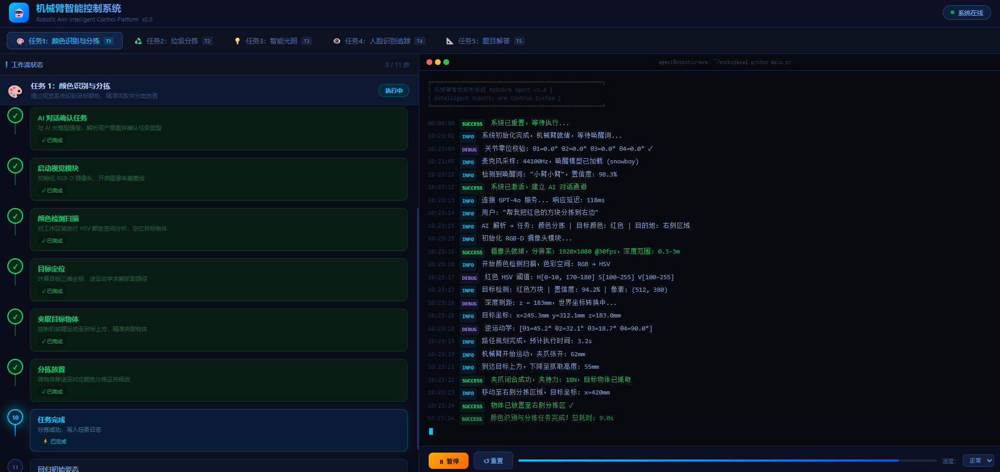 机械臂智能控制系统
Robotic Arm Intelligent Control Platform v2.0
系统在线
任务1: 颜色识别与分拣 T1
任务2: 垃圾分拣 T2
任务3: 智能光照 T3
任务4: 人脸识别追踪 T4
任务5: 题目解答 T5
工作流状态
9 / 11 步
任务 1: 颜色识别与分拣
通过视觉系统识别目标颜色，精准夹取并分类放置
执行中
✓
AI 对话确认任务
与 AI 大模型通信，解析用户意图并确认任务类型
✓ 已完成
✓
启动视觉模块
初始化 RGB-D 摄像头，开启图像采集管线
✓ 已完成
✓
颜色检测扫描
对工作区域进行 HSV 颜色空间分析，定位目标物体
✓ 已完成
✓
目标定位
计算目标三维坐标，逆运动学求解抓取路径
✓ 已完成
✓
夹取目标物体
控制机械臂运动至目标上方，精准夹取物体
✓ 已完成
✓
分拣放置
将物体移送至对应颜色分拣区并释放
✓ 已完成
10
任务完成
分拣成功，写入任务日志
已完成
11
回归初始姿态
agent@robotic-arm: ~/workspace$ python main.py
机械臂智能控制系统 RoboArm Agent v2.0
Intelligent Robotic Arm Control System
00:00:00 SUCCESS 系统已重置，等待执行...
10:23:01 INFO 系统初始化完成，机械臂就绪，等待唤醒词...
10:23:03 DEBUG 关节零位校验: θ1=0.0° θ2=0.0° θ3=0.0° θ4=0.0° ✓
10:23:05 INFO 麦克风采样: 44100Hz，唤醒模型已加载 (snowboy)
10:23:12 INFO 检测到唤醒词: "小臂小臂"，置信度: 98.3%
10:23:12 SUCCESS 系统已激活，建立 AI 对话通道
10:23:13 INFO 连接 GPT-4o 服务... 响应延迟: 118ms
10:23:14 INFO 用户: "帮我把红色的方块分拣到右边"
10:23:15 INFO AI 解析 → 任务: 颜色分拣 | 目标颜色: 红色 | 目的地: 右侧区域
10:23:15 INFO 初始化 RGB-D 摄像头模块...
10:23:16 SUCCESS 摄像头就绪，分辨率: 1920×1080 @30fps，深度范围: 0.3-3m
10:23:16 INFO 开始颜色检测扫描，色彩空间: RGB → HSV
10:23:17 DEBUG 红色 HSV 阈值: H[0-10, 170-180] S[100-255] V[100-255]
10:23:17 INFO 目标检测: 红色方块 | 置信度: 94.2% | 像素: (512, 380)
10:23:18 DEBUG 深度测距: z = 183mm，世界坐标转换中...
10:23:18 INFO 目标坐标: x=245.3mm y=312.1mm z=183.0mm
10:23:18 DEBUG 逆运动学: [θ1=45.2° θ2=32.1° θ3=18.7° θ4=90.0°]
10:23:19 INFO 路径规划完成，预计执行时间: 3.2s
10:23:19 INFO 机械臂开始运动，夹爪张开: 62mm
10:23:21 INFO 到达目标上方，下降至抓取高度: 55mm
10:23:22 SUCCESS 夹爪闭合成功，夹持力: 18N，目标物体已抓取
10:23:23 INFO 移动至右侧分拣区域，目标坐标: x=420mm
10:23:24 SUCCESS 物体已放置至右侧分拣区 ✓
10:23:24 SUCCESS 颜色识别与分拣任务完成! 总耗时: 9.0s
⏸ 暂停
↺ 重置
速度:
正常